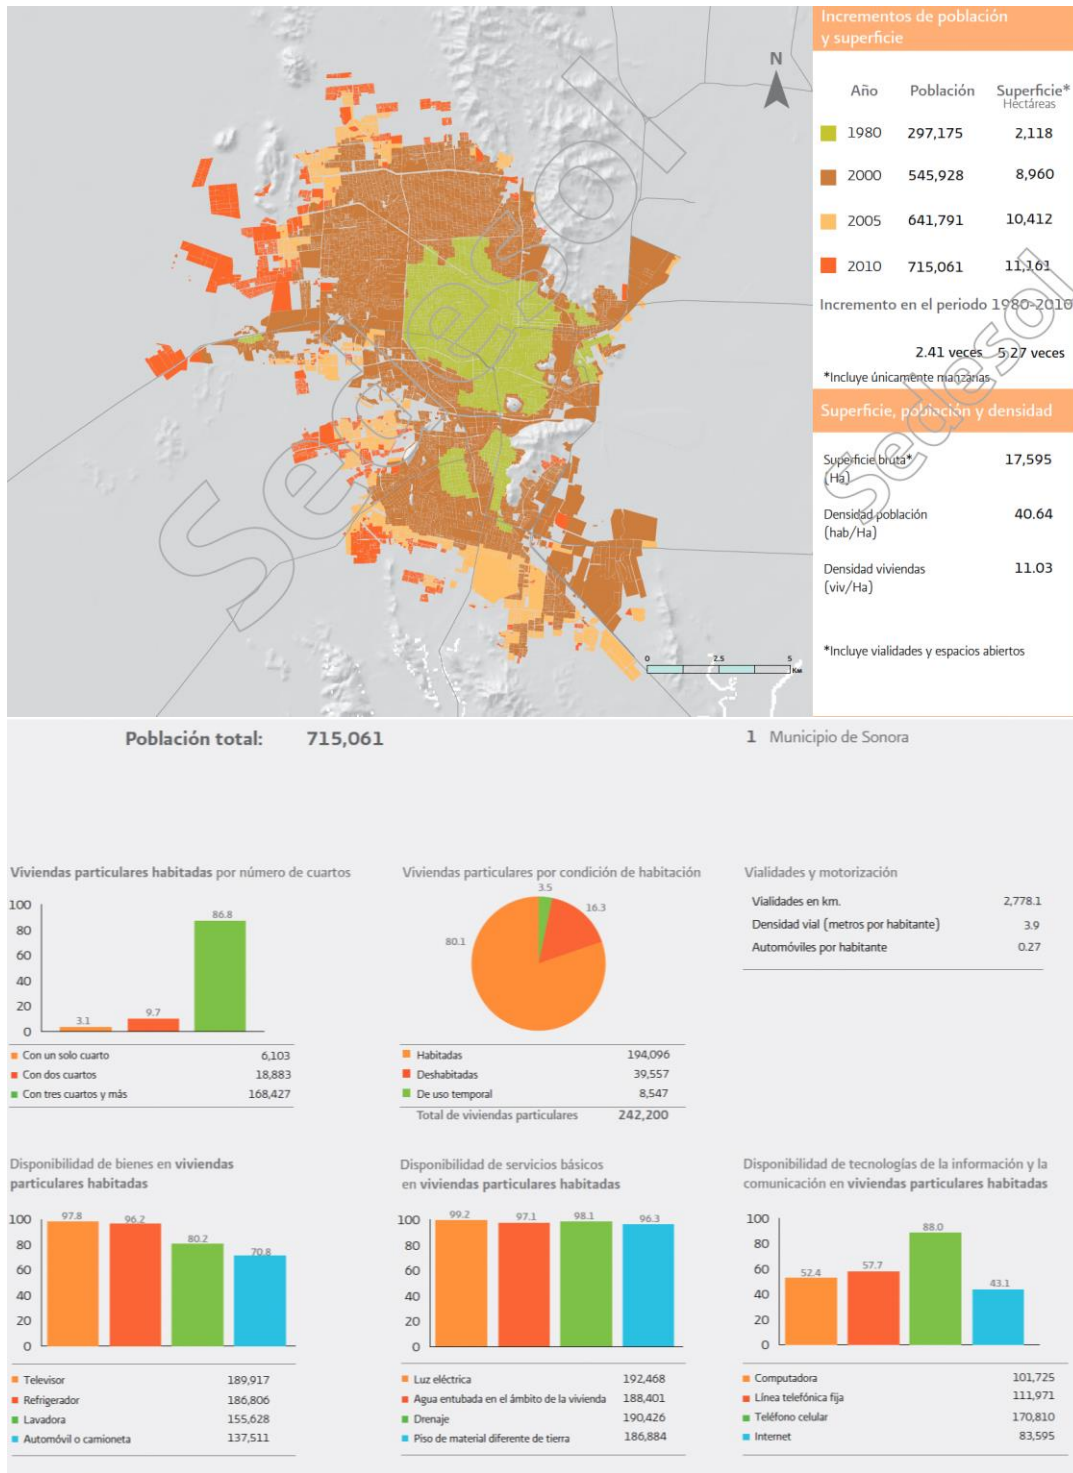 Incrementos de población
y superficie
N
Año Población Superficie*
Hectáreas
1980 297,175 2,118
2000 545,928 8,960
2005 641,791 10,412
2010 715,061 11,161
Incremento en el periodo 1980-2010
2.41 veces 5.27 veces
*Incluye únicamente manzanas
Superficie, población y densidad
Superficie bruta* 17,595
(Ha)
Densidad población 40.64
(hab/Ha)
Densidad viviendas 11.03
(viv/Ha)
*Incluye vialidades y espacios abiertos
0 2.5 5
Km
Sedesol
Sedesol
Población total: 715,061
1 Municipio de Sonora
Viviendas particulares habitadas por número de cuartos
100
80
60
40
20
0
3.1 9.7 86.8
Con un solo cuarto 6,103
Con dos cuartos 18,883
Con tres cuartos y más 168,427
Viviendas particulares por condición de habitación
3.5
16.3
80.1
Habitadas 194,096
Deshabitadas 39,557
De uso temporal 8,547
Total de viviendas particulares 242,200
Vialidades y motorización
Vialidades en km. 2,778.1
Densidad vial (metros por habitante) 3.9
Automóviles por habitante 0.27
Disponibilidad de bienes en viviendas
particulares habitadas
100
80
60
40
20
0
97.8 96.2 80.2 70.8
Televisor 189,917
Refrigerador 186,806
Lavadora 155,628
Automóvil o camioneta 137,511
Disponibilidad de servicios básicos
en viviendas particulares habitadas
100
80
60
40
20
0
99.2 97.1 98.1 96.3
Luz eléctrica 192,468
Agua entubada en el ámbito de la vivienda 188,401
Drenaje 190,426
Piso de material diferente de tierra 186,884
Disponibilidad de tecnologías de la información y la
comunicación en viviendas particulares habitadas
100
80
60
40
20
0
52.4 57.7 88.0 43.1
Computadora 101,725
Línea telefónica fija 111,971
Teléfono celular 170,810
Internet 83,595